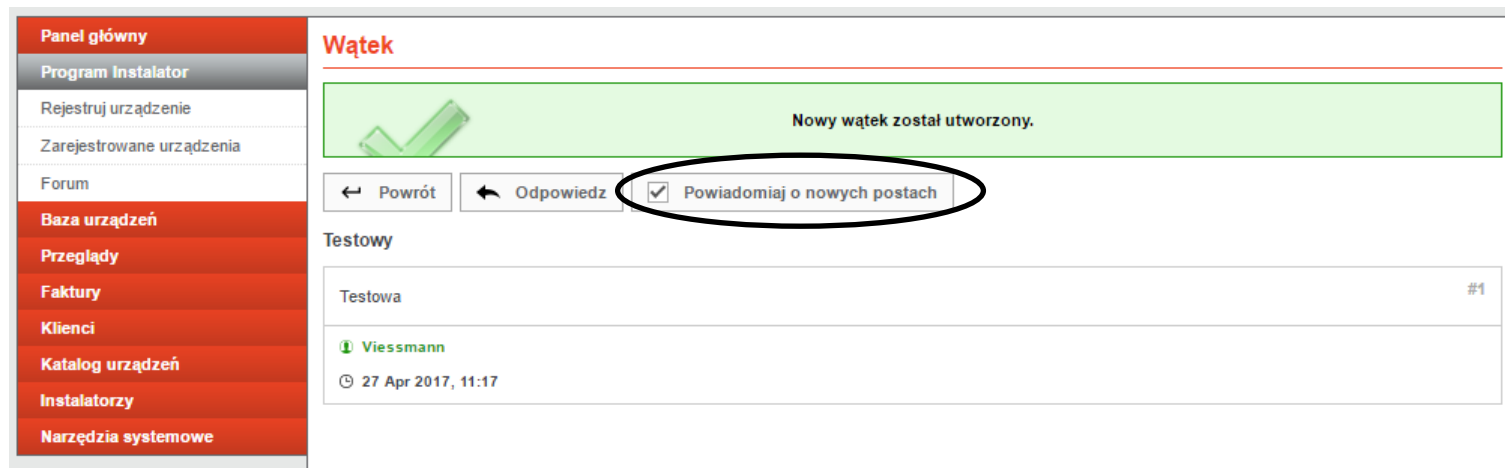 Panel główny
Program Instalator
Rejestruj urządzenie
Zarejestrowane urządzenia
Forum
Baza urządzeń
Przeglądy
Faktury
Klienci
Katalog urządzeń
Instalatorzy
Narzędzia systemowe
Wątek
Nowy wątek został utworzony.
Powrót Odpowiedz Powiadomiaj o nowych postach
Testowy
Testowa #1
Viessmann
27 Apr 2017, 11:17